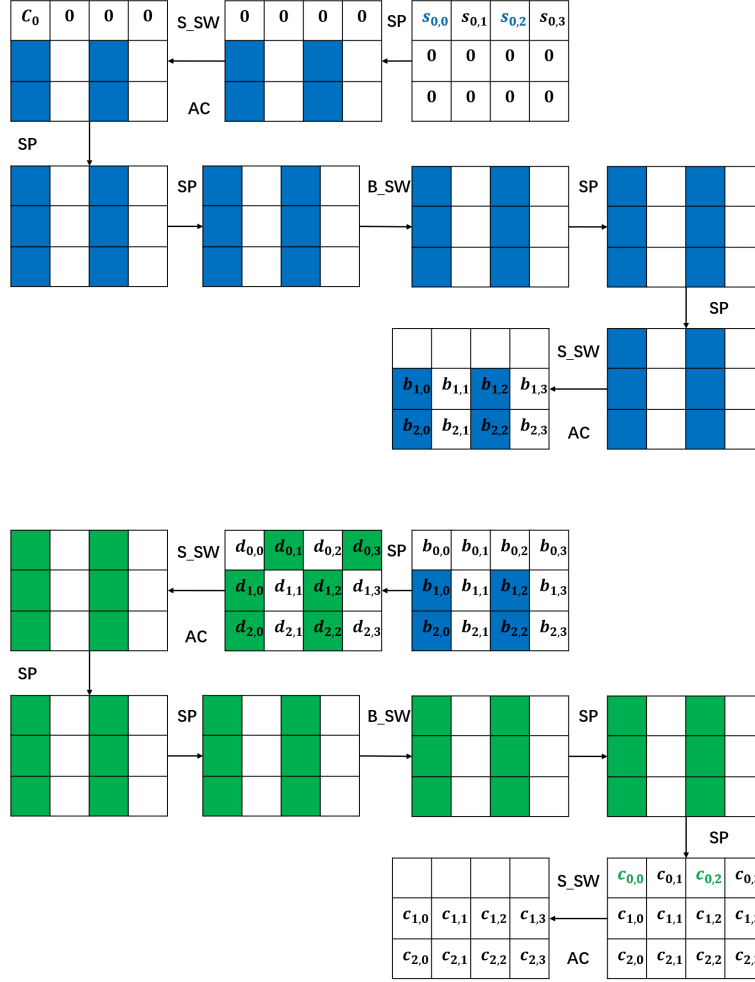 C₀ 0 0 0 S_SW 0 0 0 0 SP s₀,₀ s₀,₁ s₀,₂ s₀,₃
0 0 0 0
AC 0 0 0 0
SP
SP B_SW SP
SP
S_SW
b₁,₀ b₁,₁ b₁,₂ b₁,₃
b₂,₀ b₂,₁ b₂,₂ b₂,₃ AC
S_SW d₀,₀ d₀,₁ d₀,₂ d₀,₃ SP b₀,₀ b₀,₁ b₀,₂ b₀,₃
d₁,₀ d₁,₁ d₁,₂ d₁,₃ b₁,₀ b₁,₁ b₁,₂ b₁,₃
AC d₂,₀ d₂,₁ d₂,₂ d₂,₃ b₂,₀ b₂,₁ b₂,₂ b₂,₃
SP
SP B_SW SP
SP
S_SW c₀,₀ c₀,₁ c₀,₂
c₁,₀ c₁,₁ c₁,₂ c₁,₃ c₁,₀ c₁,₁ c₁,₂
c₂,₀ c₂,₁ c₂,₂ c₂,₃ AC c₂,₀ c₂,₁ c₂,₂